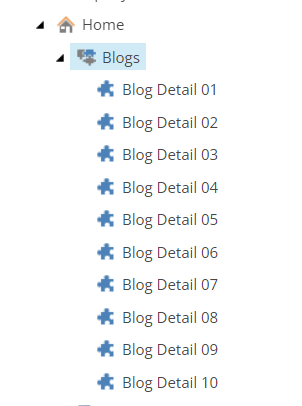 Home
Blogs
Blog Detail 01
Blog Detail 02
Blog Detail 03
Blog Detail 04
Blog Detail 05
Blog Detail 06
Blog Detail 07
Blog Detail 08
Blog Detail 09
Blog Detail 10